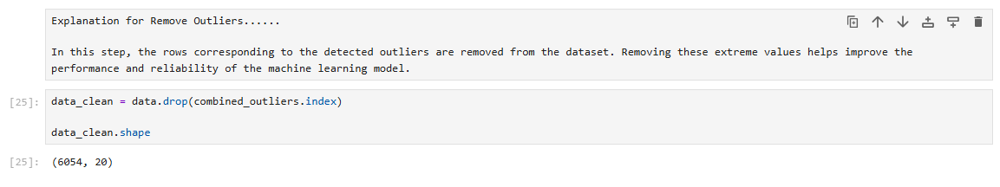 Explanation for Remove Outliers......
In this step, the rows corresponding to the detected outliers are removed from the dataset. Removing these extreme values helps improve the
performance and reliability of the machine learning model.
[25]: data_clean = data.drop(combined_outliers.index)
data_clean.shape
[25]: (6054, 20)